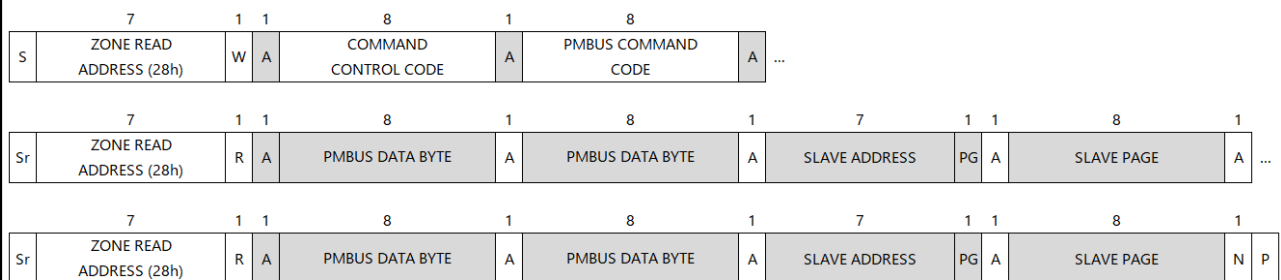 7 1 1 8 1 8
S ZONE READ ADDRESS (28h) W A COMMAND CONTROL CODE A PMBUS COMMAND CODE A ...
7 1 1 8 1 8 1 7 1 1 8 1
Sr ZONE READ ADDRESS (28h) R A PMBUS DATA BYTE A PMBUS DATA BYTE A SLAVE ADDRESS PG A SLAVE PAGE A ...
7 1 1 8 1 8 1 7 1 1 8 1
Sr ZONE READ ADDRESS (28h) R A PMBUS DATA BYTE A PMBUS DATA BYTE A SLAVE ADDRESS PG A SLAVE PAGE N P